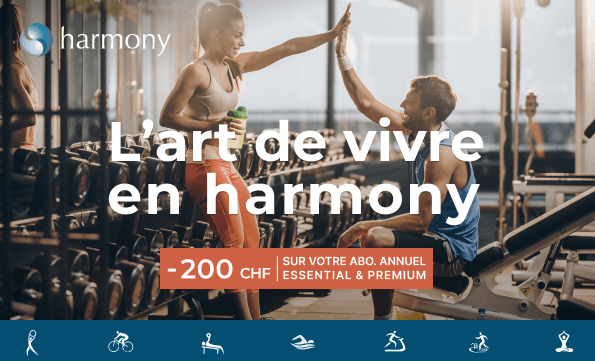 harmony
L'art de vivre
en harmony
-200 CHF
SUR VOTRE ABO. ANNUEL
ESSENTIAL & PREMIUM